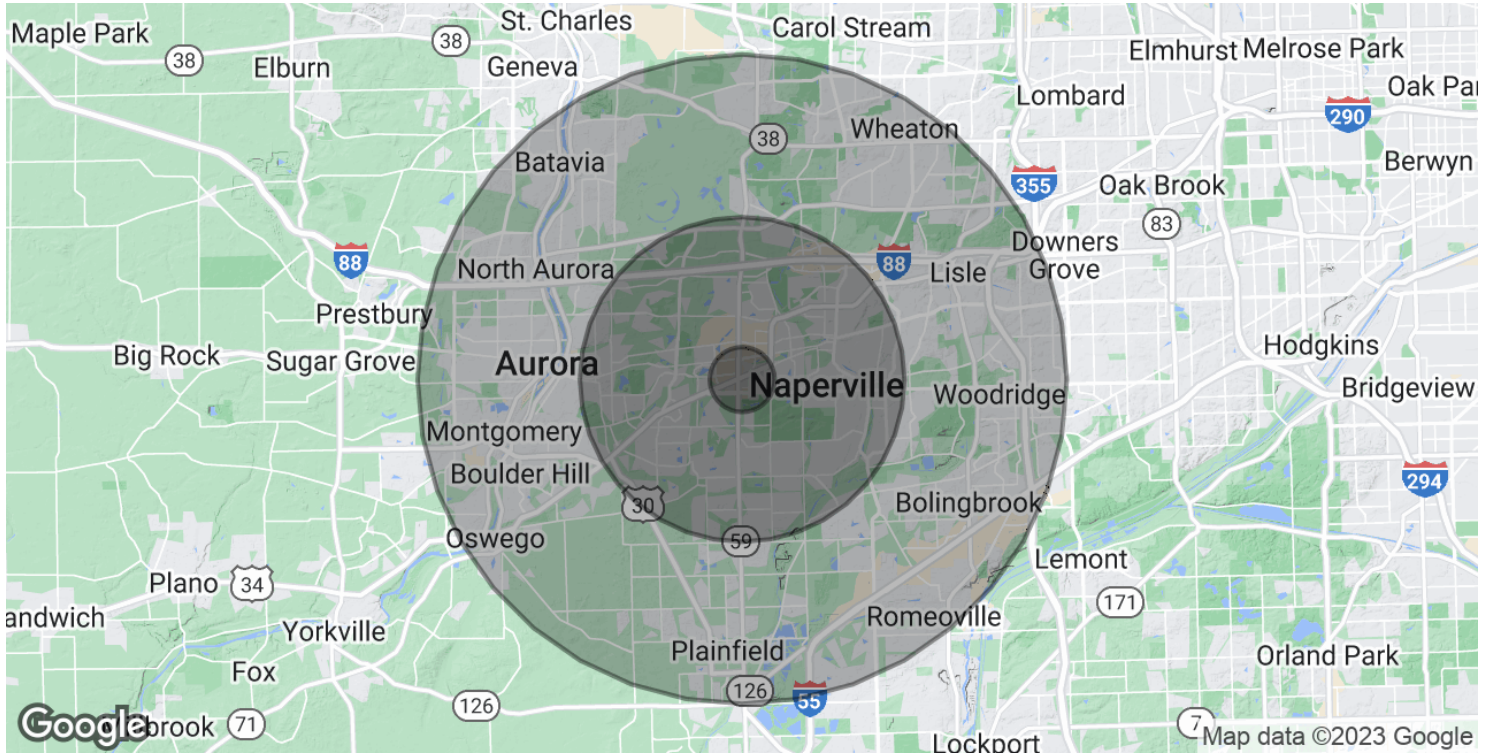 St. Charles
Carol Stream
Maple Park
38
38
Elburn
Geneva
Elmhurst
Melrose Park
Lombard
Oak Par
290
Wheaton
38
Batavia
Berwyn
355
Oak Brook
83
Downers
Grove
88
North Aurora
88
Lisle
Prestbury
Big Rock
Sugar Grove
Aurora
Naperville
Woodridge
Hodgkins
Bridgeview
Montgomery
Boulder Hill
30
Bolingbrook
294
Oswego
59
Lemont
Plano
34
171
andwich
Yorkville
Romeoville
Plainfield
Orland Park
Fox
126
55
126
Google
brook
71
7
Map data ©2023 Google
Lockport